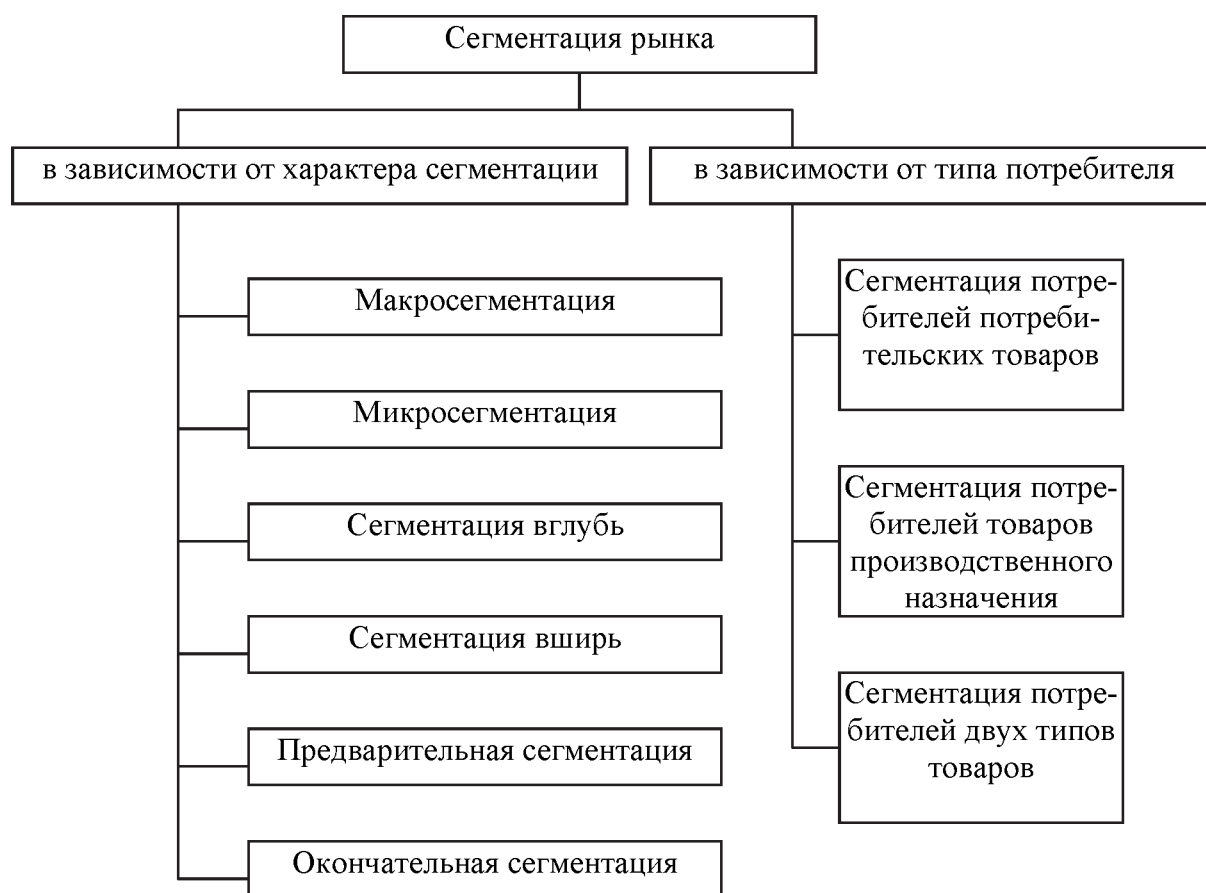 Сегментация рынка
в зависимости от характера сегментации
в зависимости от типа потребителя
Макросегментация
Микросегментация
Сегментация вглубь
Сегментация вширь
Предварительная сегментация
Окончательная сегментация
Сегментация потре-
бителей потреби-
тельских товаров
Сегментация потре-
бителей товаров
производственного
назначения
Сегментация потре-
бителей двух типов
товаров